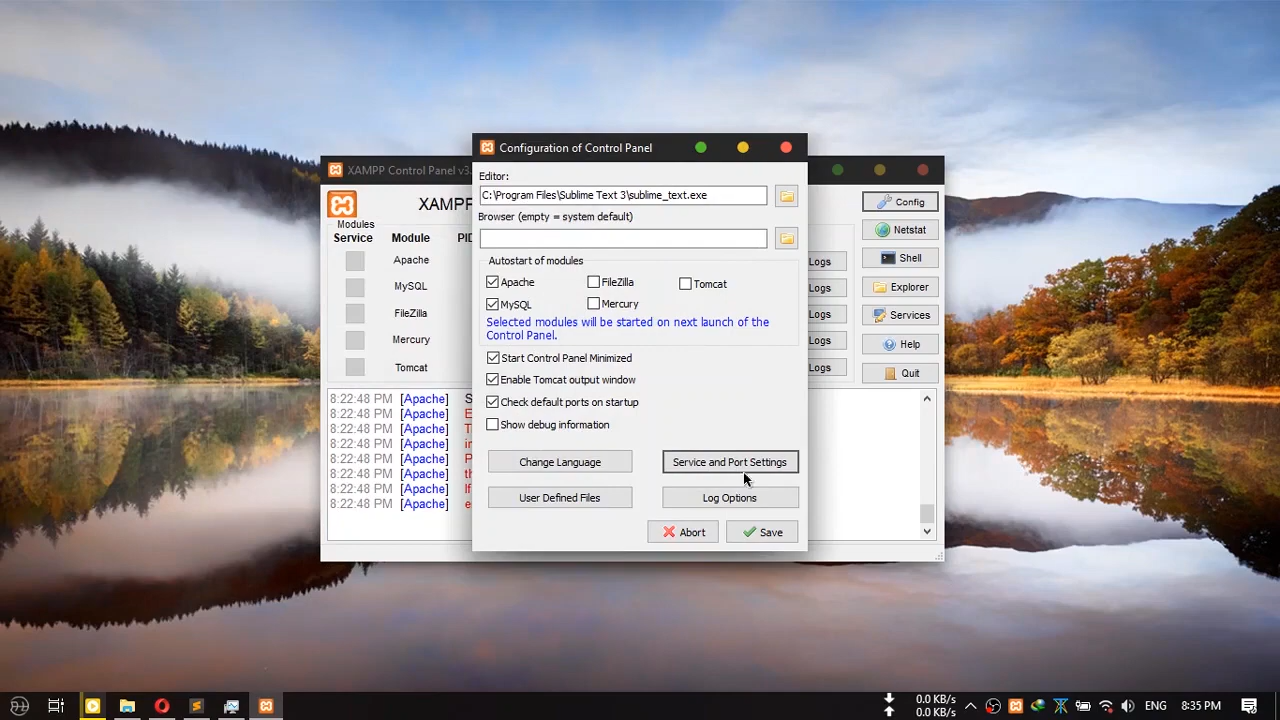 Configuration of Control Panel
XAMPP Control Panel v3.
Editor:
C:\Program Files\Sublime Text 3\sublime_text.exe
Browser (empty = system default)
Autostart of modules
Apache
FileZilla
Tomcat
MySQL
Mercury
Selected modules will be started on next launch of the
Control Panel.
Start Control Panel Minimized
Enable Tomcat output window
Check default ports on startup
Show debug information
Change Language
Service and Port Settings
User Defined Files
Log Options
Abort
Save
XAMPP
Modules
Service
Module
PID
Apache
Logs
MySQL
Logs
FileZilla
Logs
Mercury
Logs
Tomcat
Logs
Config
Netstat
Shell
Explorer
Services
Help
Quit
8:22:48 PM [Apache] S
8:22:48 PM [Apache] E
8:22:48 PM [Apache] T
8:22:48 PM [Apache] in
8:22:48 PM [Apache] P
8:22:48 PM [Apache] th
8:22:48 PM [Apache] If
8:22:48 PM [Apache] e
0.0 KB/s
0.0 KB/s
ENG
8:35 PM